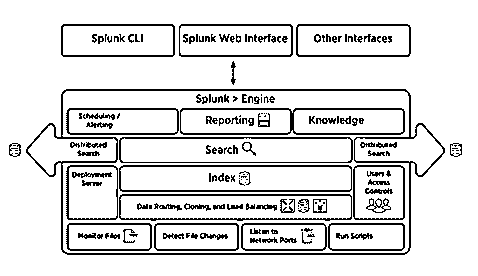 Splunk CLI
Splunk Web Interface
Other Interfaces
Splunk > Engine
Scheduling /
Alerting
Reporting
Knowledge
Distributed
Search
Search
Distributed
Search
Deployment
Server
Index
Users &
Access
Controls
Data Routing, Cloning, and Load Balancing
Monitor Files
Detect File Changes
Listen to
Network Ports
Run Scripts